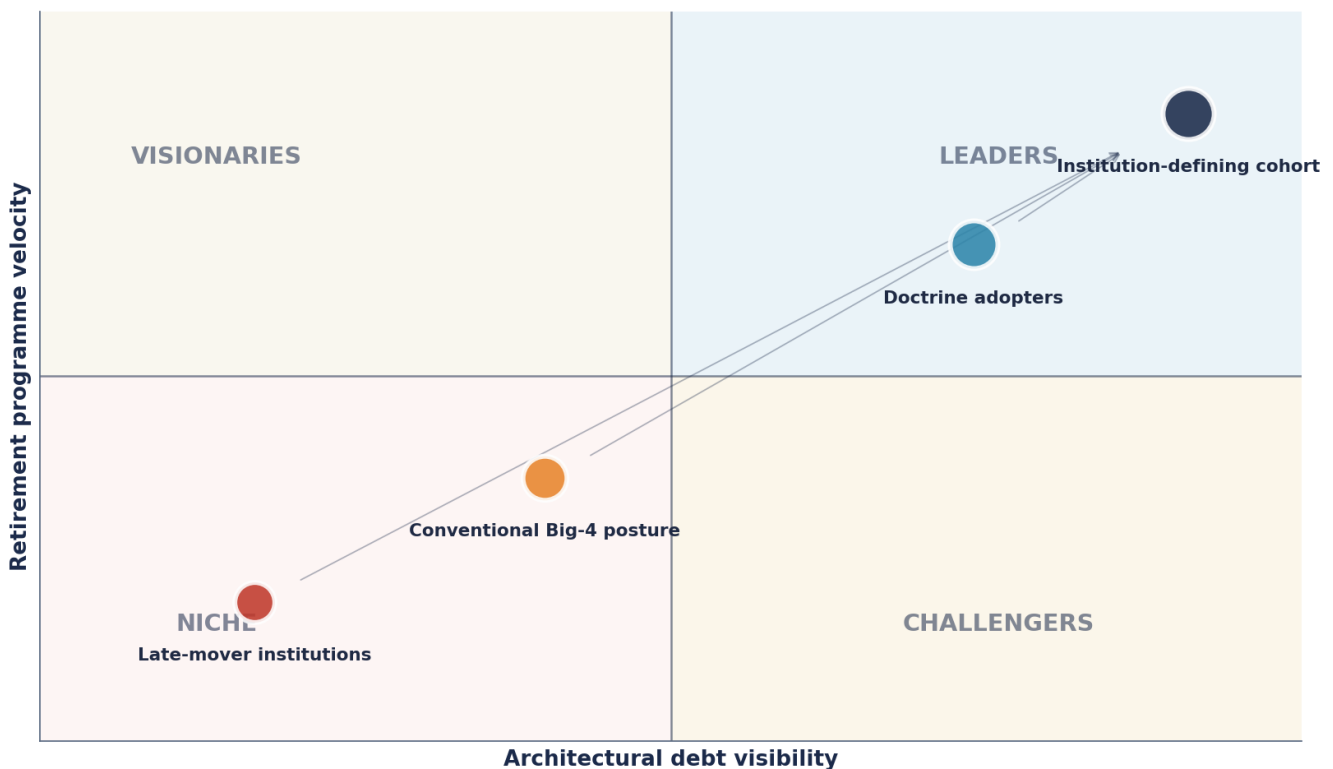 VISIONARIES
LEADERS
Institution-defining cohort
Doctrine adopters
Retirement programme velocity
Conventional Big-4 posture
NICHE
CHALLENGERS
Late-mover institutions
Architectural debt visibility